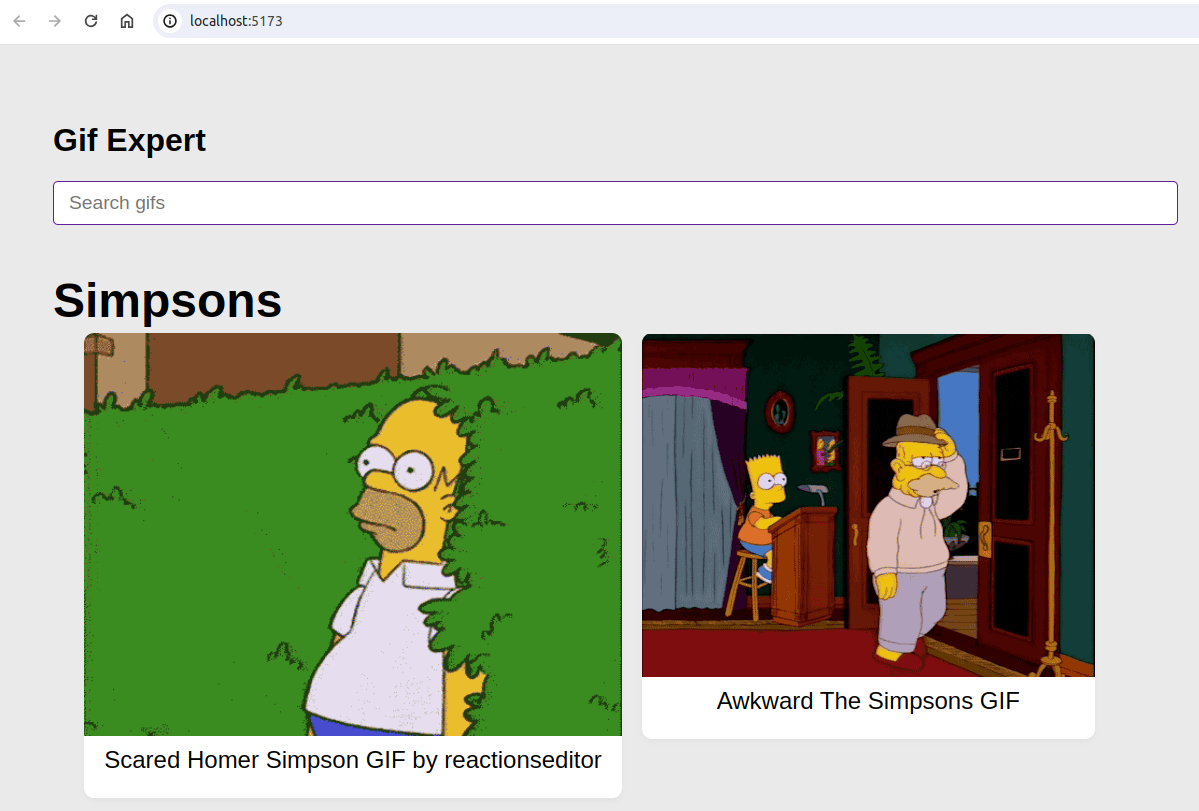 localhost:5173
Gif Expert
Search gifs
Simpsons
Scared Homer Simpson GIF by reactionseditor
Awkward The Simpsons GIF